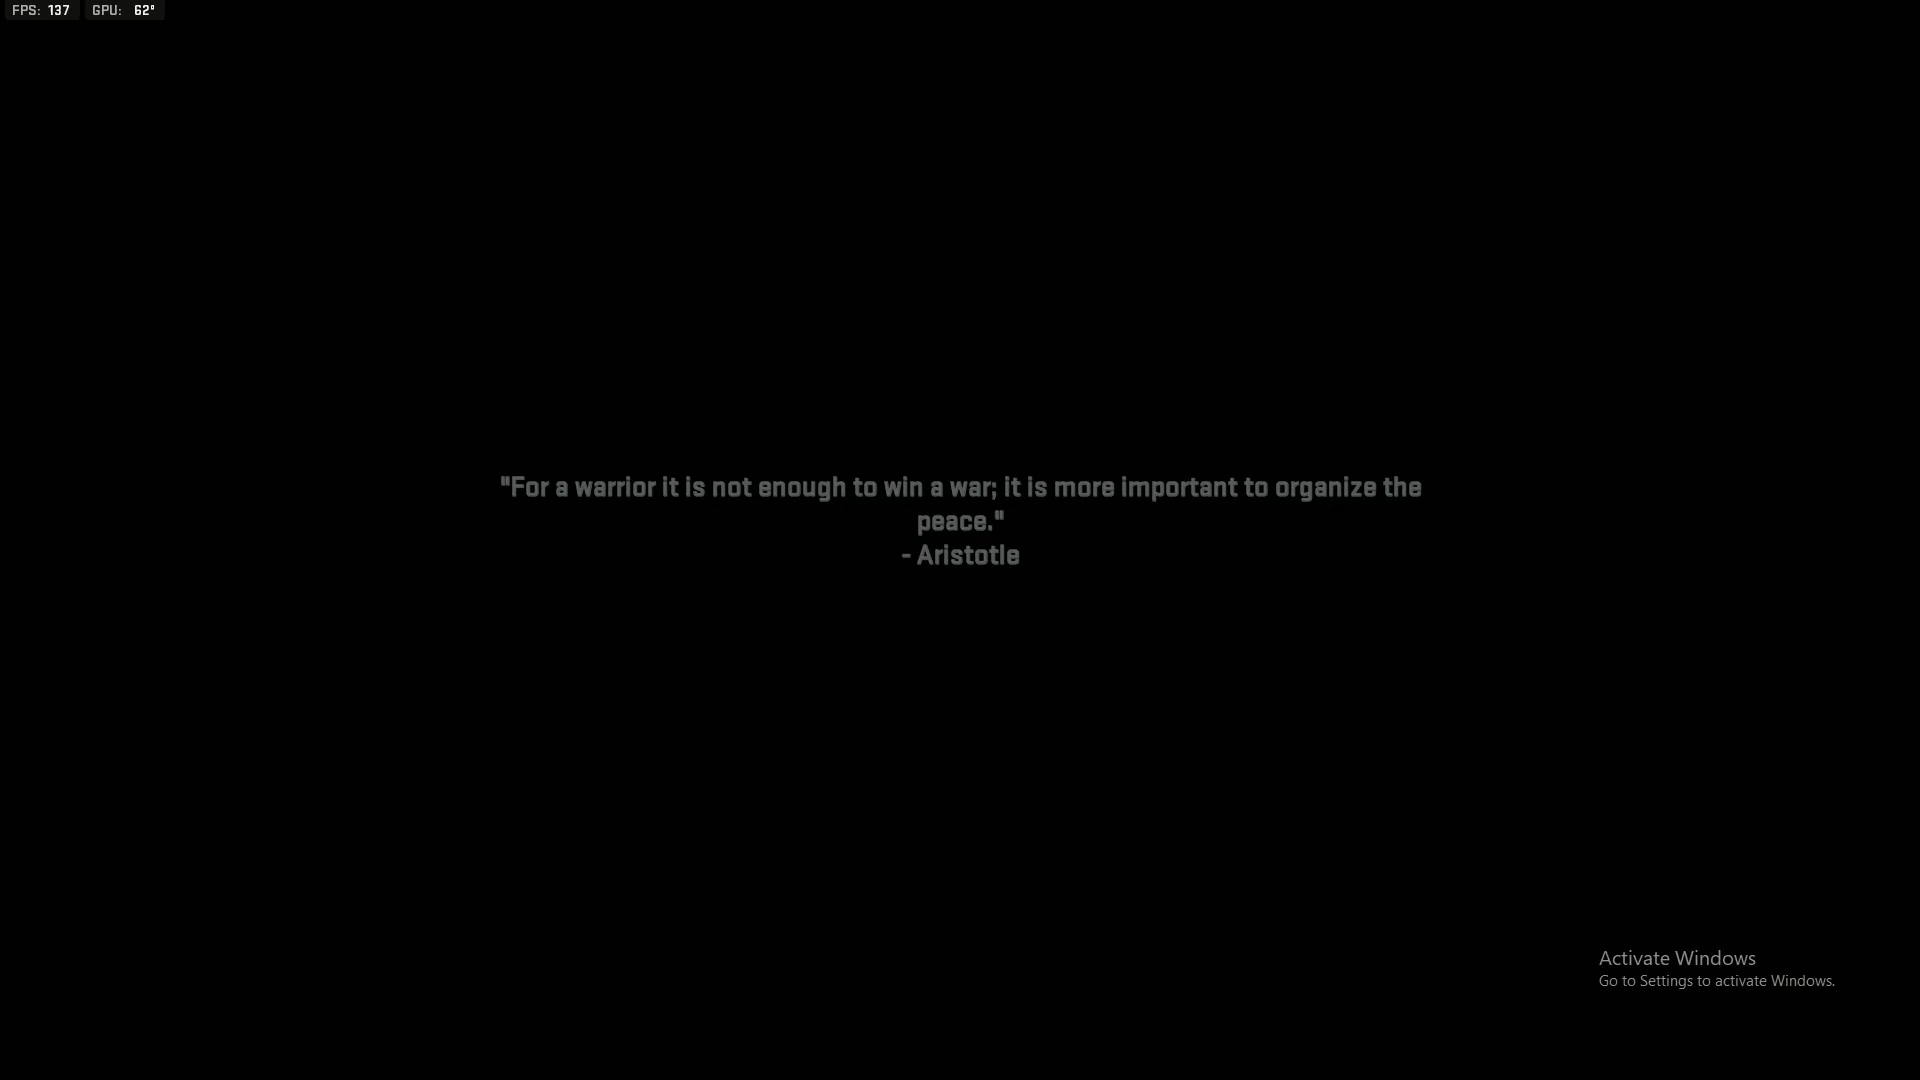 FPS: 137 GPU: 62°
"For a warrior it is not enough to win a war; it is more important to organize the
peace."
- Aristotle
Activate Windows
Go to Settings to activate Windows.